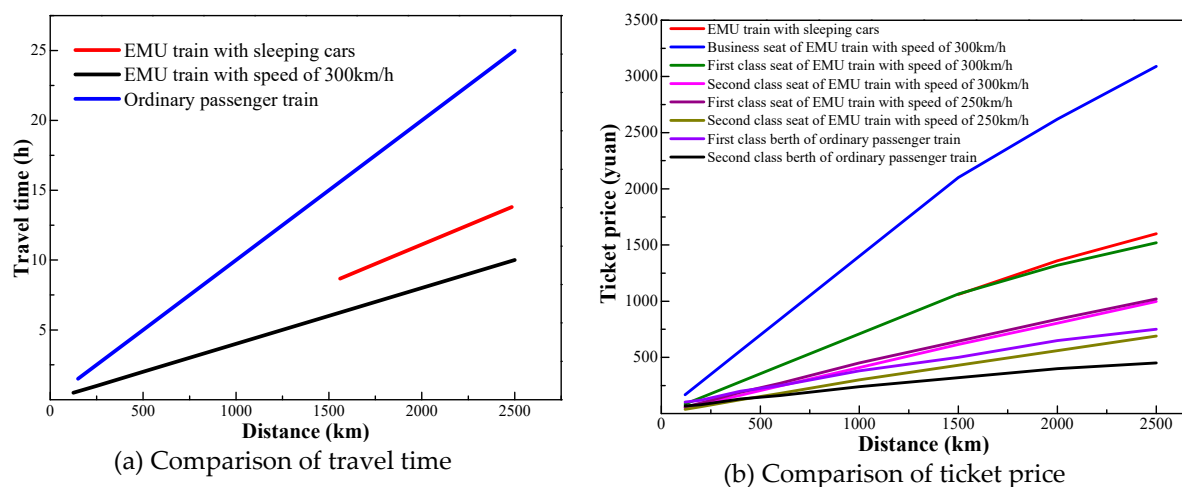 25
20
15
10
5
0
500
1000
1500
2000
2500
Travel time (h)
Distance (km)
EMU train with sleeping cars
EMU train with speed of 300km/h
Ordinary passenger train
(a) Comparison of travel time
3500
3000
2500
2000
1500
1000
500
0
500
1000
1500
2000
2500
Ticket price (yuan)
Distance (km)
EMU train with sleeping cars
Business seat of EMU train with speed of 300km/h
First class seat of EMU train with speed of 300km/h
Second class seat of EMU train with speed of 300km/h
First class seat of EMU train with speed of 250km/h
Second class seat of EMU train with speed of 250km/h
First class berth of ordinary passenger train
Second class berth of ordinary passenger train
(b) Comparison of ticket price